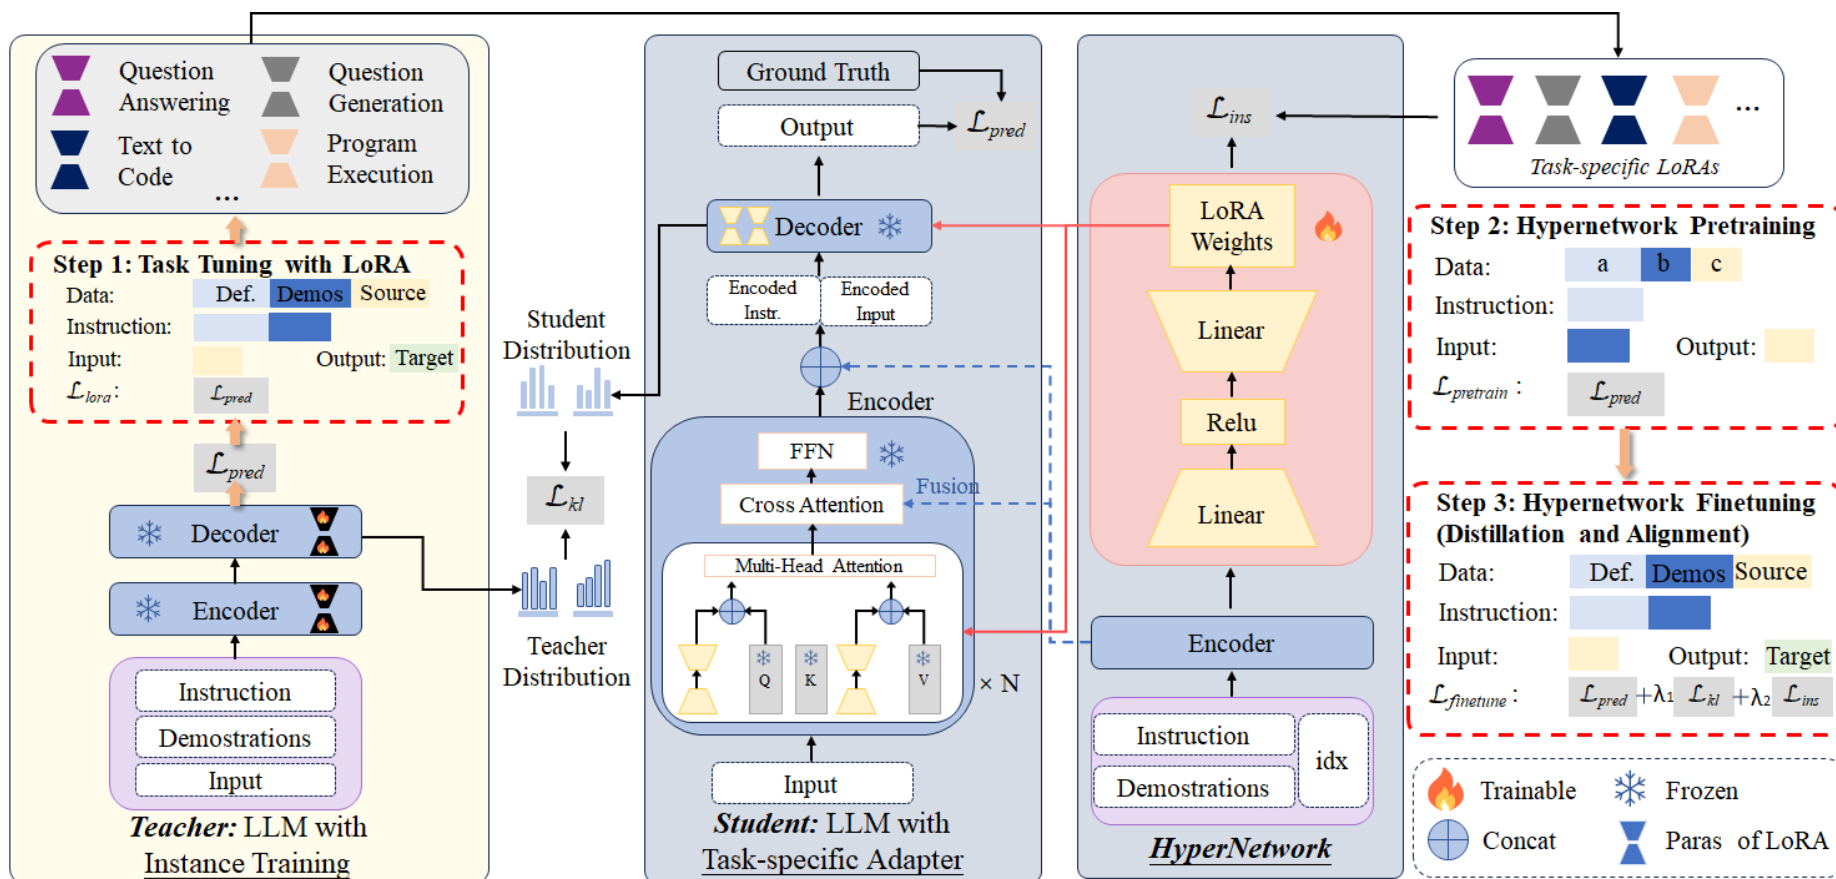 Question
Answering
Question
Generation
Text to
Code
Program
Execution
...
Step 1: Task Tuning with LoRA
Data: Def. Demos Source
Instruction:
Input: Output: Target
ℒlora: ℒpred
ℒpred
Decoder
Encoder
Instruction
Demostrations
Input
Teacher: LLM with
Instance Training
Student
Distribution
ℒkl
Teacher
Distribution
Ground Truth
Output
ℒpred
Decoder
Encoded
Instr.
Encoded
Input
Encoder
FFN
Cross Attention
Fusion
Multi-Head Attention
Q
K
V
× N
Input
Student: LLM with
Task-specific Adapter
ℒins
LoRA
Weights
Linear
Relu
Linear
Encoder
Instruction
Demostrations
idx
HyperNetwork
...
Task-specific LoRAs
Step 2: Hypernetwork Pretraining
Data: a b c
Instruction:
Input: Output:
ℒpretrain : ℒpred
Step 3: Hypernetwork Finetuning
(Distillation and Alignment)
Data: Def. Demos Source
Instruction:
Input: Output: Target
ℒfinetune : ℒpred +λ1 ℒkl +λ2 ℒins
Trainable Frozen
Concat Paras of LoRA